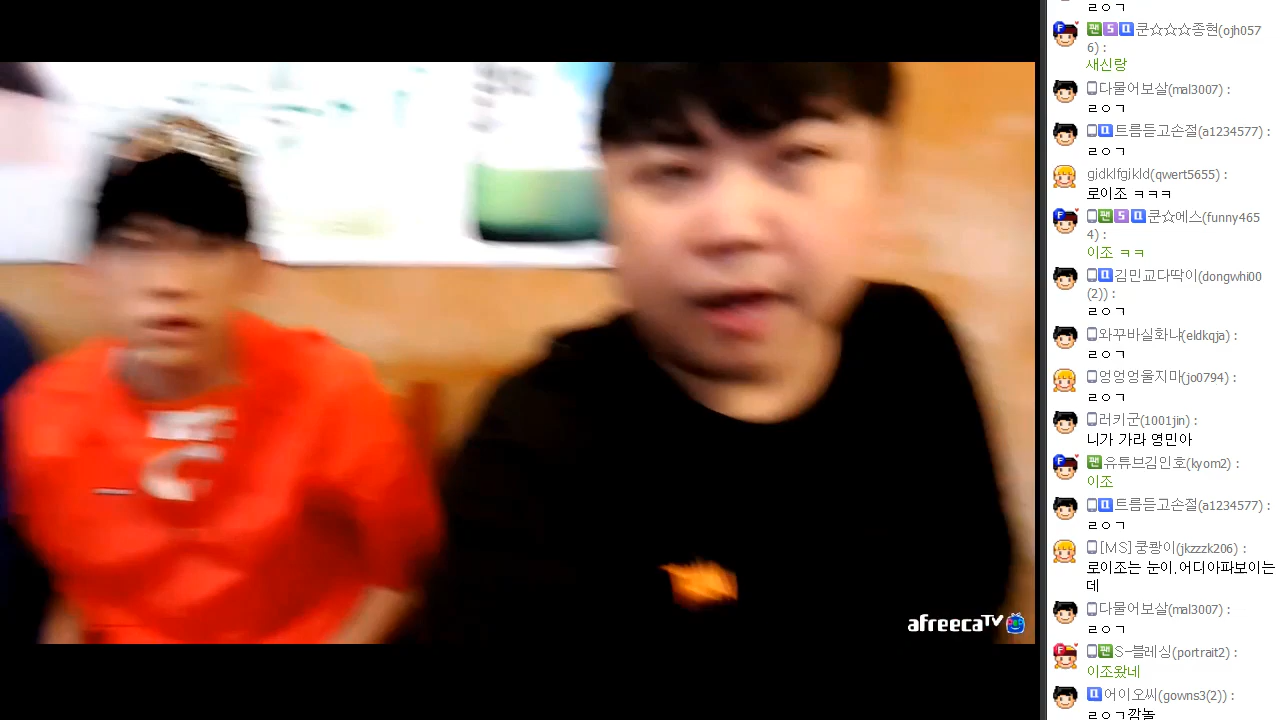 ㄹㅇㄱ
팬 S 쿤☆☆☆종현(ojh057
6) :
새신랑
다물어보살(mal3007) :
ㄹㅇㄱ
트름듣고손절(a1234577) :
ㄹㅇㄱ
gidklfgikld(qwert5655) :
로이조 ㅋㅋㅋ
팬 S 쿤☆에스(funny465
4) :
이조 ㅋㅋ
김민교다딱이(dongwhi00
(2)) :
ㄹㅇㄱ
와꾸바실화냐(eldkqja) :
ㄹㅇㄱ
엉엉엉울지마(jo0794) :
ㄹㅇㄱ
러키군(1001jin) :
니가 가라 영민아
팬 유튜브김인호(kyom2) :
이조
트름듣고손절(a1234577) :
ㄹㅇㄱ
[MS]쿵쾅이(jkzzzk206) :
로이조는 눈이.어디아파보이는
데
다물어보살(mal3007) :
ㄹㅇㄱ
팬 S-블레싱(portrait2) :
이조왔네
어이오씨(gowns3(2)) :
ㄹㅇㄱ깜놀
afreecaTV